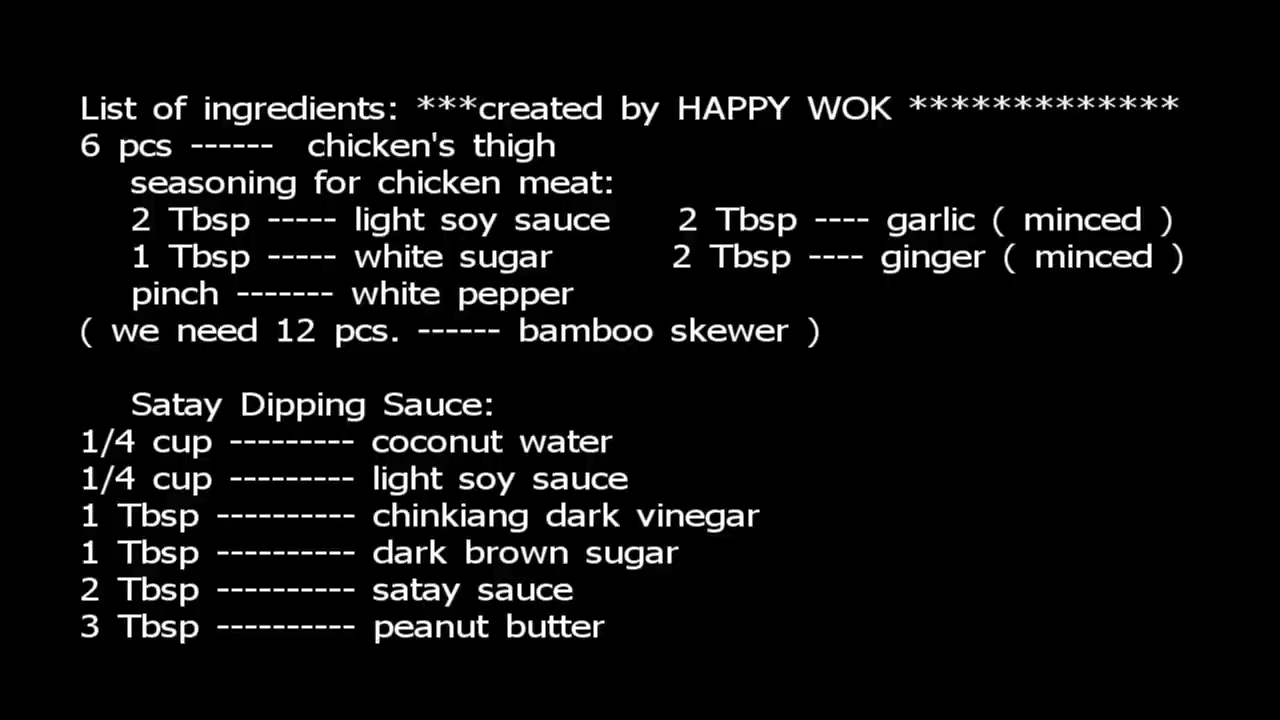 List of ingredients: ***created by HAPPY WOK *************
6 pcs ------ chicken's thigh
seasoning for chicken meat:
2 Tbsp ----- light soy sauce 2 Tbsp ---- garlic ( minced )
1 Tbsp ----- white sugar 2 Tbsp ---- ginger ( minced )
pinch ------- white pepper
( we need 12 pcs. ------ bamboo skewer )
Satay Dipping Sauce:
1/4 cup --------- coconut water
1/4 cup --------- light soy sauce
1 Tbsp ---------- chinkiang dark vinegar
1 Tbsp ---------- dark brown sugar
2 Tbsp ---------- satay sauce
3 Tbsp ---------- peanut butter